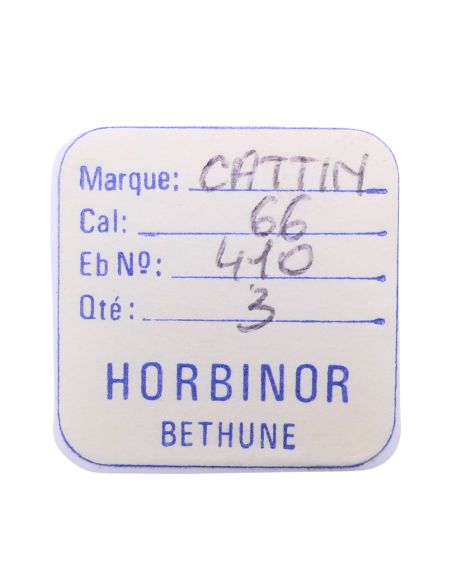 Marque: CATTIN
Cal: 66
Eb Nº: 410
Qté: 3
HORBINOR
BETHUNE